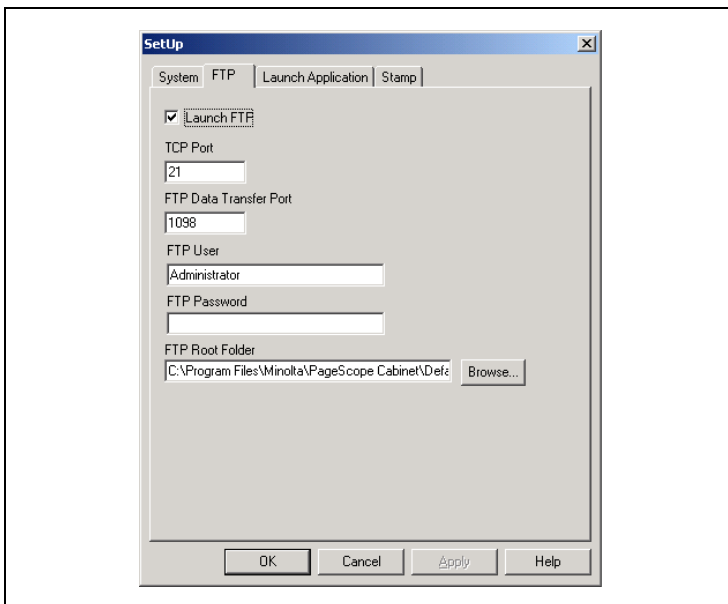 SetUp
System FTP Launch Application Stamp
Launch FTP
TCP Port
21
FTP Data Transfer Port
1098
FTP User
Administrator
FTP Password
FTP Root Folder
C:\Program Files\Minolta\PageScope Cabinet\Defa Browse...
OK Cancel Apply Help